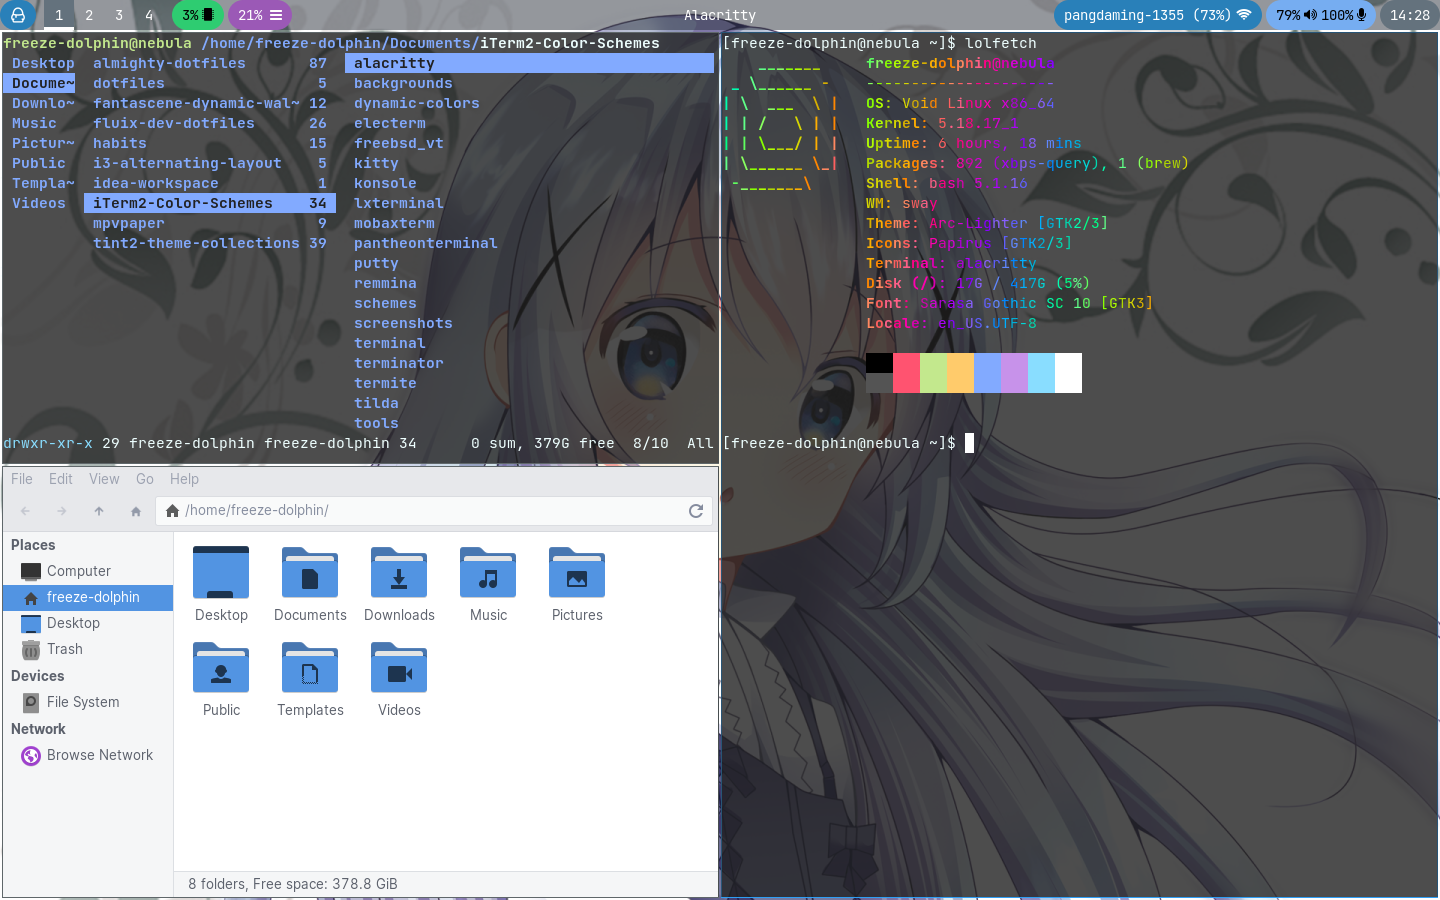 1 2 3 4 3% 21% Alacritty pangdaming-1355 (73%) 79% 100% 14:28
freeze-dolphin@nebula /home/freeze-dolphin/Documents/iTerm2-Color-Schemes
Desktop almighty-dotfiles 87 alacritty
Docume~ dotfiles 5 backgrounds
Downlo~ fantascene-dynamic-wal~ 12 dynamic-colors
Music fluix-dev-dotfiles 26 electerm
Pictur~ habits 15 freebsd_vt
Public i3-alternating-layout 5 kitty
Templa~ idea-workspace 1 konsole
Videos iTerm2-Color-Schemes 34 lxterminal
mpvpaper 9 mobaxterm
tint2-theme-collections 39 pantheonterminal
putty
remmina
schemes
screenshots
terminal
terminator
termite
tilda
tools
drwxr-xr-x 29 freeze-dolphin freeze-dolphin 34 0 sum, 379G free 8/10 All
[freeze-dolphin@nebula ~]$ lolfetch
freeze-dolphin@nebula
---------------------
OS: Void Linux x86_64
Kernel: 5.18.17_1
Uptime: 6 hours, 38 mins
Packages: 892 (xbps-query), 1 (brew)
Shell: bash 5.1.16
WM: sway
Theme: Arc-Lighter [GTK2/3]
Icons: Papirus [GTK2/3]
Terminal: alacritty
Disk (/): 17G / 417G (5%)
Font: Sarasa Gothic SC 10 [GTK3]
Locale: en_US.UTF-8
[freeze-dolphin@nebula ~]$
File Edit View Go Help
/home/freeze-dolphin/
Places
Computer
freeze-dolphin
Desktop
Trash
Devices
File System
Network
Browse Network
Desktop Documents Downloads Music Pictures
Public Templates Videos
8 folders, Free space: 378.8 GiB